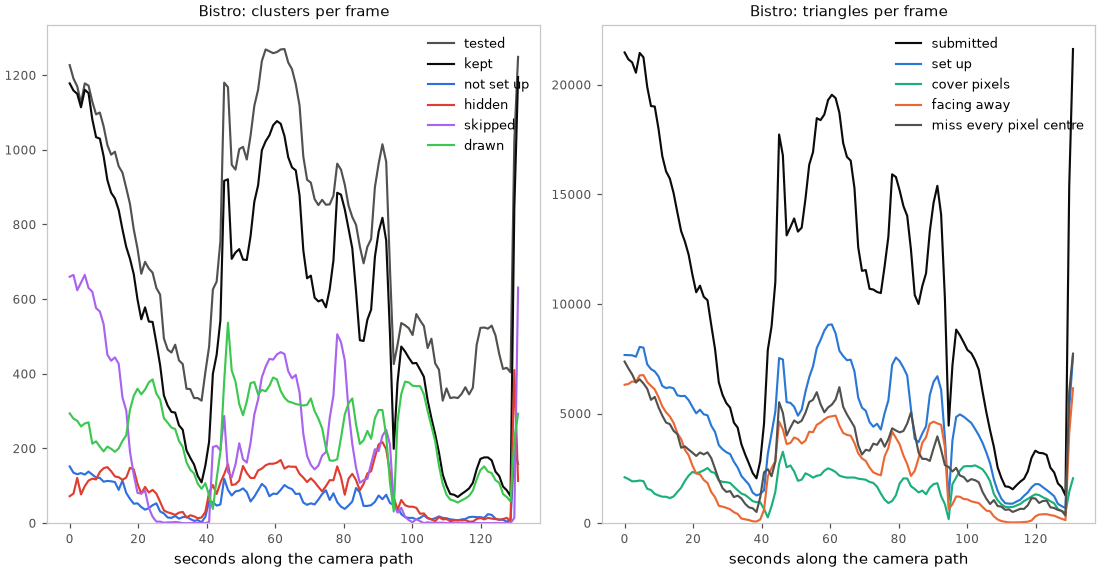 Bistro: clusters per frame
tested
kept
not set up
hidden
skipped
drawn
1200
1000
800
600
400
200
0
0 20 40 60 80 100 120
seconds along the camera path
Bistro: triangles per frame
submitted
set up
cover pixels
facing away
miss every pixel centre
20000
15000
10000
5000
0
0 20 40 60 80 100 120
seconds along the camera path